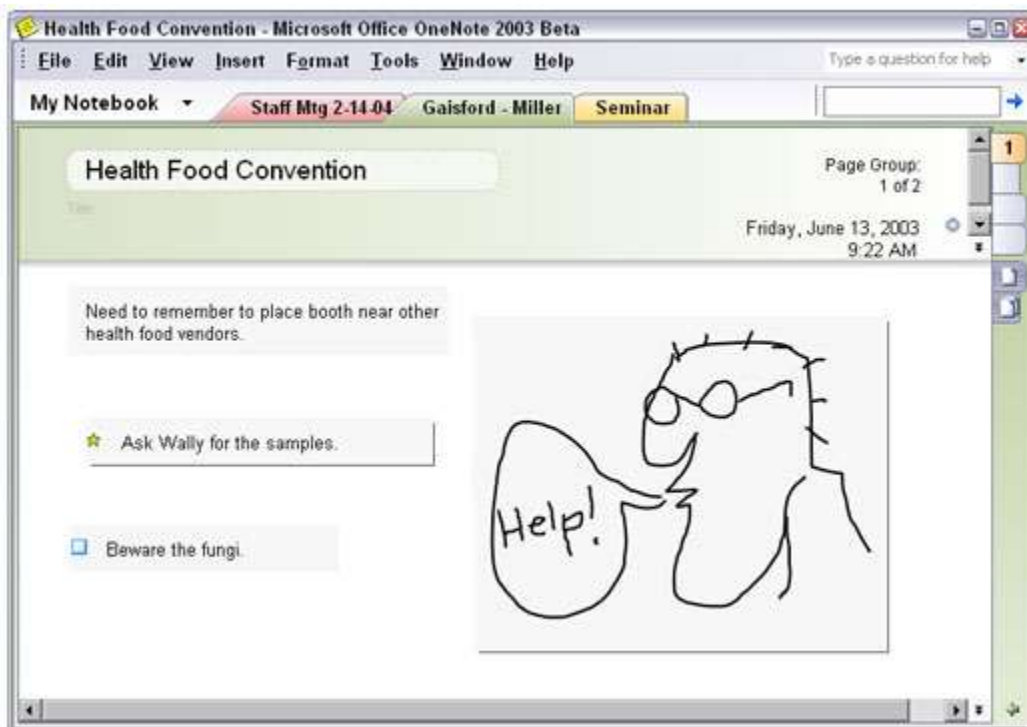 Health Food Convention - Microsoft Office OneNote 2003 Beta
File Edit View Insert Format Tools Window Help Type a question for help
My Notebook Staff Mtg 2-14-04 Gaisford - Miller Seminar
Health Food Convention
Page Group:
1 of 2
1
Title
Friday, June 13, 2003
9:22 AM
Need to remember to place booth near other
health food vendors.
Ask Wally for the samples.
Help!
Beware the fungi.